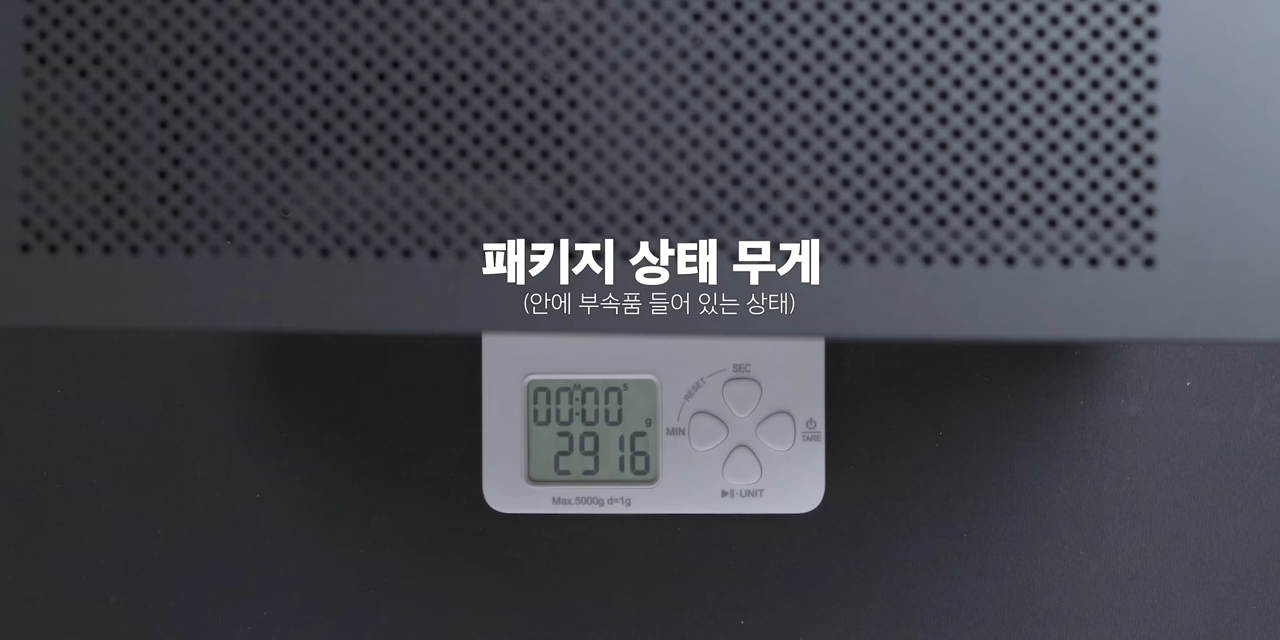 패키지 상태 무게
(안에 부속품 들어 있는 상태)
M S
00:00
g
2916
Max.5000g d=1g
SEC
RESET
MIN
TARE
UNIT